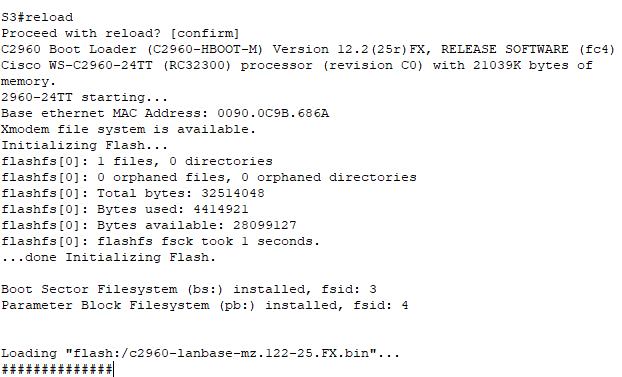 S3#reload
Proceed with reload? [confirm]
C2960 Boot Loader (C2960-HBOOT-M) Version 12.2(25r)FX, RELEASE SOFTWARE (fc4)
Cisco WS-C2960-24TT (RC32300) processor (revision C0) with 21039K bytes of
memory.
2960-24TT starting...
Base ethernet MAC Address: 0090.0C9B.686A
Xmodem file system is available.
Initializing Flash...
flashfs[0]: 1 files, 0 directories
flashfs[0]: 0 orphaned files, 0 orphaned directories
flashfs[0]: Total bytes: 32514048
flashfs[0]: Bytes used: 4414921
flashfs[0]: Bytes available: 28099127
flashfs[0]: flashfs fsck took 1 seconds.
...done Initializing Flash.
Boot Sector Filesystem (bs:) installed, fsid: 3
Parameter Block Filesystem (pb:) installed, fsid: 4
Loading "flash:/c2960-lanbase-mz.122-25.FX.bin"...
##############